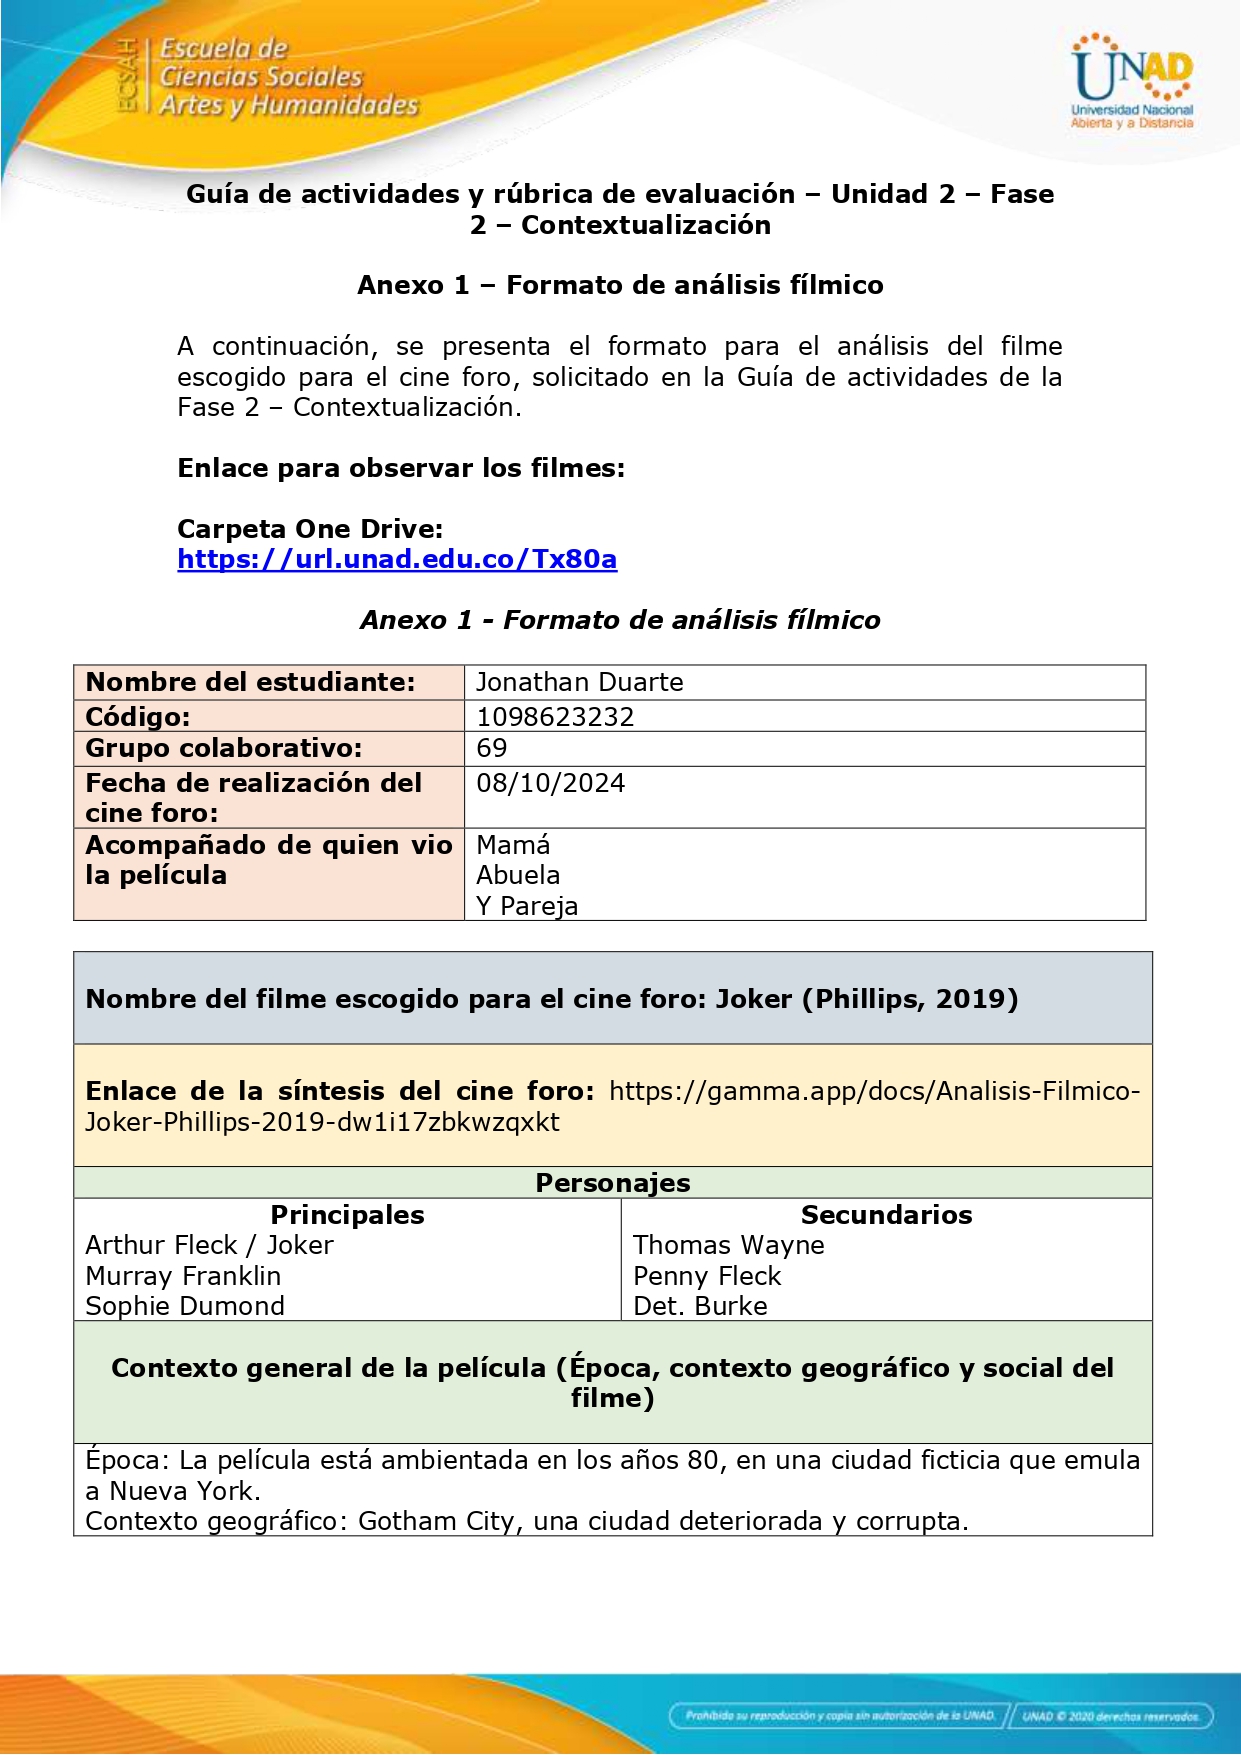 ECSAH
Escuela de
Ciencias Sociales
Artes y Humanidades
UNAD
Universidad Nacional
Abierta y a Distancia
Guía de actividades y rúbrica de evaluación – Unidad 2 – Fase
2 – Contextualización
Anexo 1 – Formato de análisis fílmico
A continuación, se presenta el formato para el análisis del filme
escogido para el cine foro, solicitado en la Guía de actividades de la
Fase 2 – Contextualización.
Enlace para observar los filmes:
Carpeta One Drive:
https://url.unad.edu.co/Tx80a
Anexo 1 - Formato de análisis fílmico
Nombre del estudiante: Jonathan Duarte
Código: 1098623232
Grupo colaborativo: 69
Fecha de realización del 08/10/2024
cine foro:
Acompañado de quien vio Mamá
la película Abuela
Y Pareja
Nombre del filme escogido para el cine foro: Joker (Phillips, 2019)
Enlace de la síntesis del cine foro: https://gamma.app/docs/Analisis-Filmico-
Joker-Phillips-2019-dw1i17zbkwzqxkt
Personajes
Principales Secundarios
Arthur Fleck / Joker Thomas Wayne
Murray Franklin Penny Fleck
Sophie Dumond Det. Burke
Contexto general de la película (Época, contexto geográfico y social del
filme)
Época: La película está ambientada en los años 80, en una ciudad ficticia que emula
a Nueva York.
Contexto geográfico: Gotham City, una ciudad deteriorada y corrupta.
Prohibida su reproducción y copia sin autorización de la UNAD. // UNAD © 2020 derechos reservados.